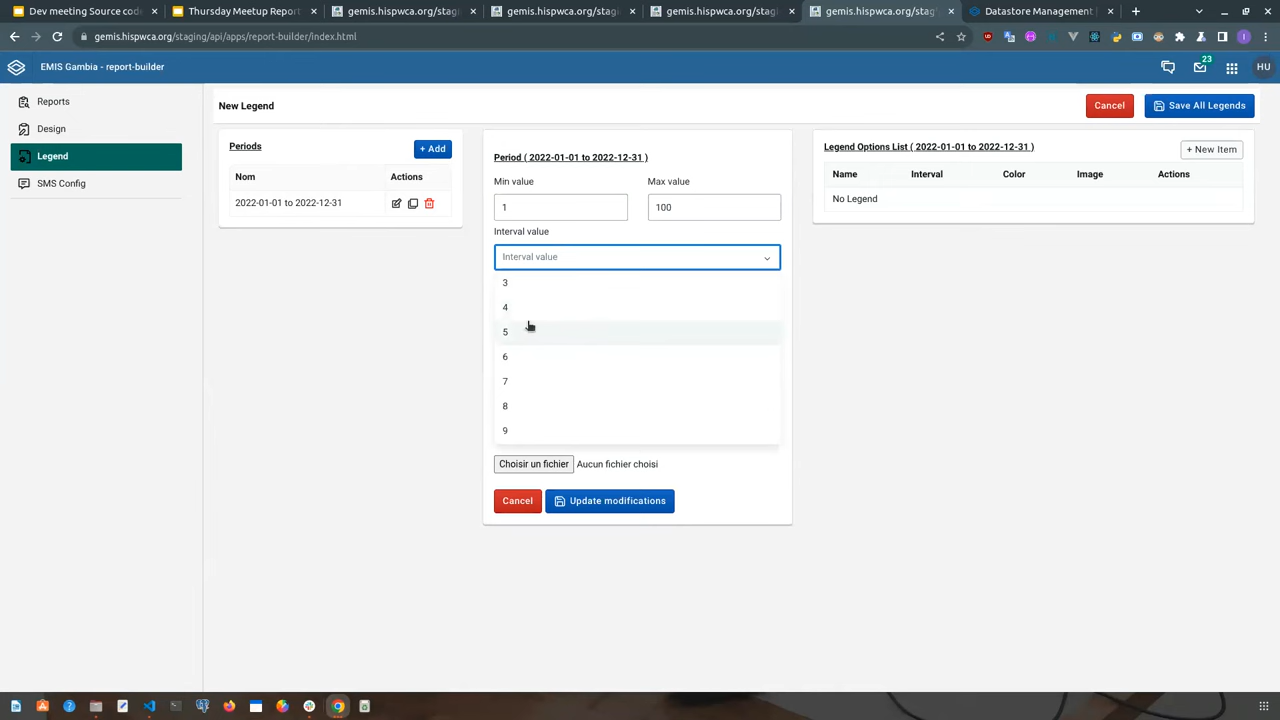 Dev meeting Source code
Thursday Meetup Report
gemis.hispwca.org/stagi
gemis.hispwca.org/stagi
gemis.hispwca.org/stagi
gemis.hispwca.org/stagi
Datastore Management
gemis.hispwca.org/staging/api/apps/report-builder/index.html
EMIS Gambia - report-builder
23
HU
Reports
Design
Legend
SMS Config
New Legend
Cancel
Save All Legends
Periods
+ Add
Nom Actions
2022-01-01 to 2022-12-31
Period ( 2022-01-01 to 2022-12-31 )
Min value Max value
1 100
Interval value
Interval value
3
4
5
6
7
8
9
Choisir un fichier Aucun fichier choisi
Cancel Update modifications
Legend Options List ( 2022-01-01 to 2022-12-31 )
+ New Item
Name Interval Color Image Actions
No Legend